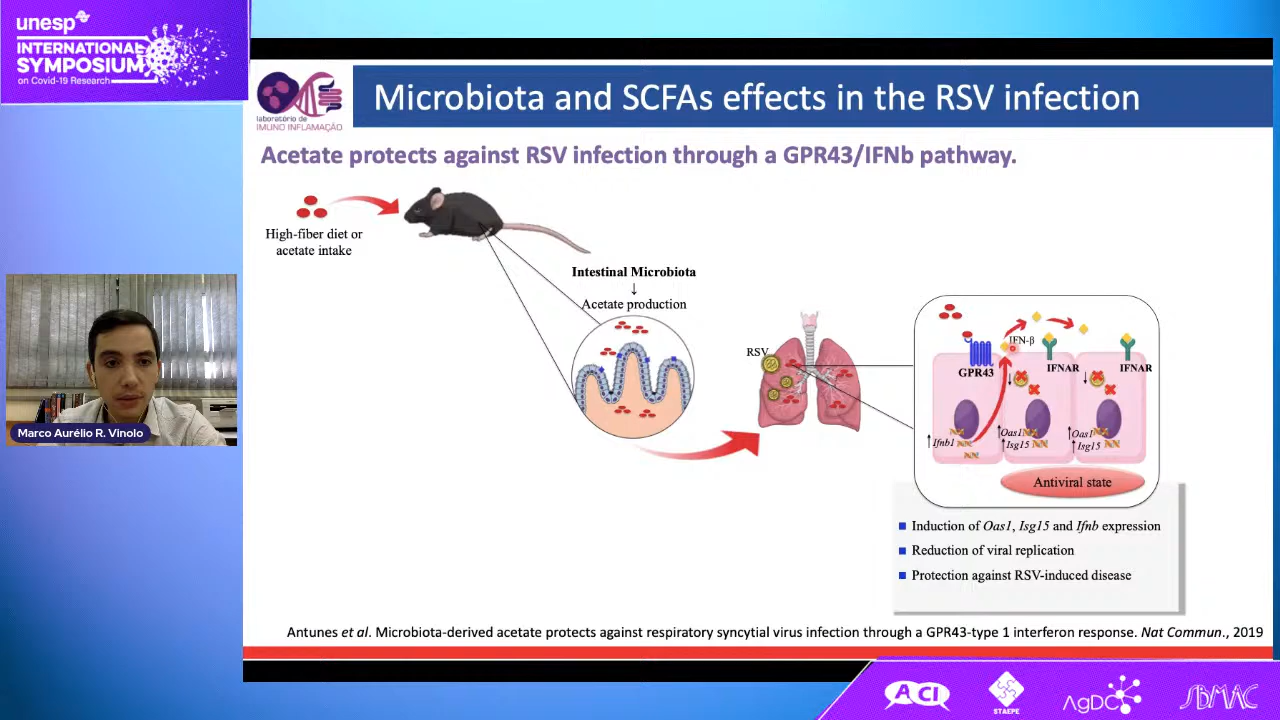 unesp
INTERNATIONAL
SYMPOSIUM
on Covid-19 Research
laboratório de
IMUNO INFLAMAÇÃO
Microbiota and SCFAs effects in the RSV infection
Acetate protects against RSV infection through a GPR43/IFNb pathway.
High-fiber diet or
acetate intake
Intestinal Microbiota
↓
Acetate production
RSV
IFN-β
GPR43
IFNAR
IFNAR
↓
↓
↑ Ifnb1
↑ Oas1
↑ Isg15
↑ Oas1
↑ Isg15
Antiviral state
■ Induction of Oas1, Isg15 and Ifnb expression
■ Reduction of viral replication
■ Protection against RSV-induced disease
Marco Aurélio R. Vinolo
Antunes et al. Microbiota-derived acetate protects against respiratory syncytial virus infection through a GPR43-type 1 interferon response. Nat Commun., 2019
ACI
STAEPE
AgDC
SBMAC